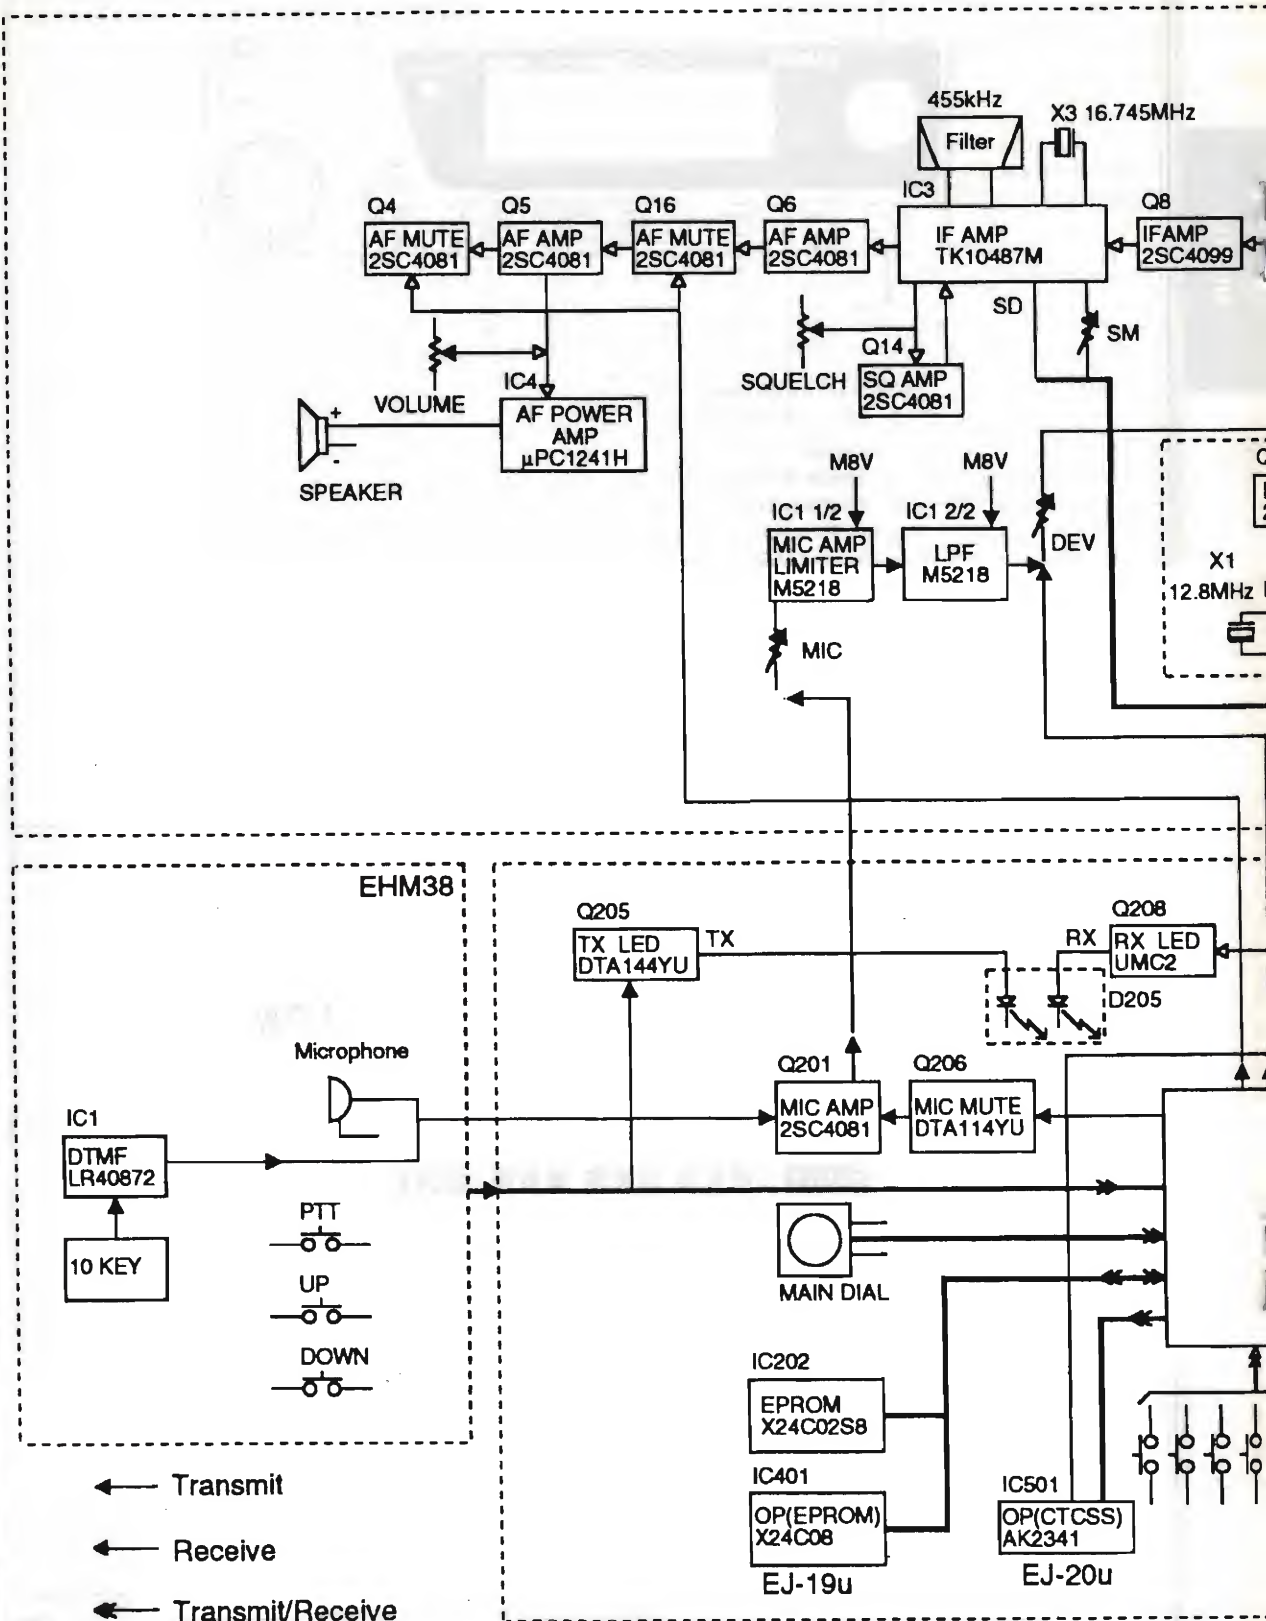 455kHz
Filter
X3 16.745MHz
IC3
Q4
Q5
Q16
Q6
Q8
AF MUTE
2SC4081
AF AMP
2SC4081
AF MUTE
2SC4081
AF AMP
2SC4081
IF AMP
TK10487M
IFAMP
2SC4099
SD
SM
Q14
SQUELCH
SQ AMP
2SC4081
IC4
VOLUME
AF POWER
AMP
µPC1241H
+
-
SPEAKER
M8V
M8V
IC1 1/2
IC1 2/2
MIC AMP
LIMITER
M5218
LPF
M5218
DEV
X1
12.8MHz
MIC
EHM38
Q205
TX LED
DTA144YU
TX
Q208
RX
RX LED
UMC2
D205
Microphone
Q201
Q206
IC1
MIC AMP
2SC4081
MIC MUTE
DTA114YU
DTMF
LR40872
PTT
10 KEY
UP
MAIN DIAL
DOWN
IC202
EPROM
X24C02S8
IC401
IC501
OP(EPROM)
X24C08
OP(CTCSS)
AK2341
EJ-19u
EJ-20u
Transmit
Receive
Transmit/Receive